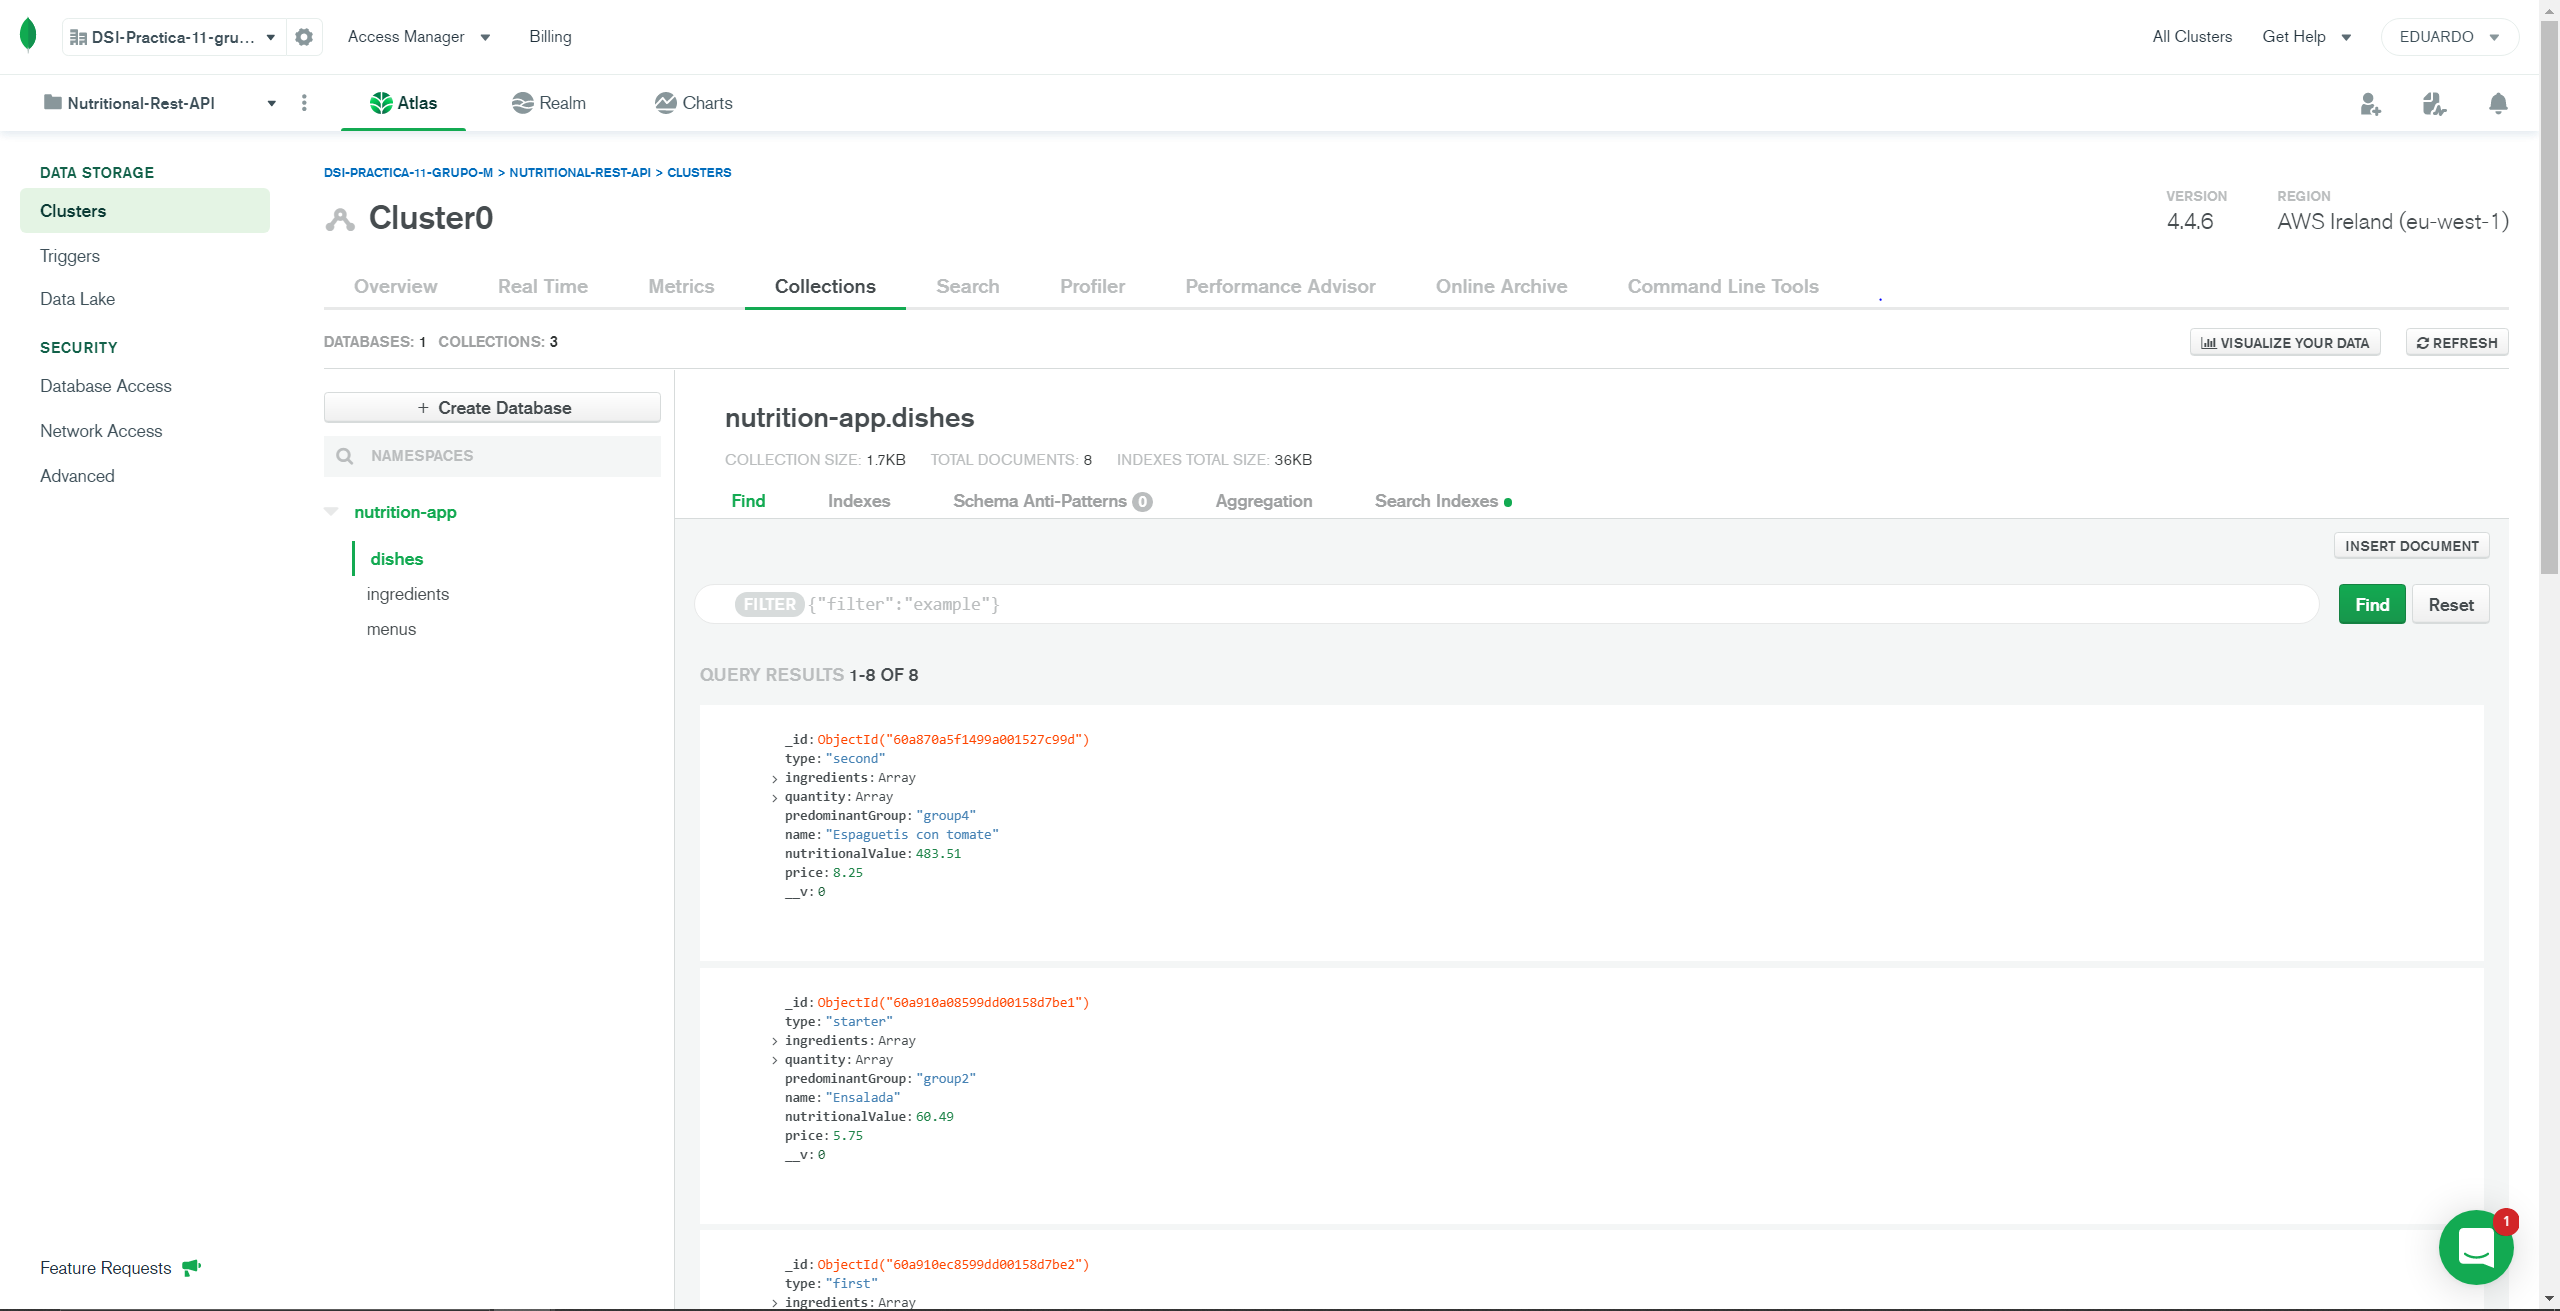 DSI-Practica-11-gru...
Access Manager
Billing
All Clusters
Get Help
EDUARDO
Nutritional-Rest-API
Atlas
Realm
Charts
DATA STORAGE
Clusters
Triggers
Data Lake
SECURITY
Database Access
Network Access
Advanced
Feature Requests
DSI-PRACTICA-11-GRUPO-M > NUTRITIONAL-REST-API > CLUSTERS
Cluster0
VERSION
4.4.6
REGION
AWS Ireland (eu-west-1)
Overview
Real Time
Metrics
Collections
Search
Profiler
Performance Advisor
Online Archive
Command Line Tools
DATABASES: 1 COLLECTIONS: 3
VISUALIZE YOUR DATA
REFRESH
+ Create Database
NAMESPACES
nutrition-app
dishes
ingredients
menus
nutrition-app.dishes
COLLECTION SIZE: 1.7KB TOTAL DOCUMENTS: 8 INDEXES TOTAL SIZE: 36KB
Find
Indexes
Schema Anti-Patterns 0
Aggregation
Search Indexes
INSERT DOCUMENT
FILTER {"filter":"example"}
Find
Reset
QUERY RESULTS 1-8 OF 8
_id: ObjectId("60a870a5f1499a001527c99d")
type: "second"
> ingredients: Array
> quantity: Array
predominantGroup: "group4"
name: "Espaguetis con tomate"
nutritionalValue: 483.51
price: 8.25
__v: 0
_id: ObjectId("60a910a08599dd00158d7be1")
type: "starter"
> ingredients: Array
> quantity: Array
predominantGroup: "group2"
name: "Ensalada"
nutritionalValue: 60.49
price: 5.75
__v: 0
_id: ObjectId("60a910ec8599dd00158d7be2")
type: "first"
> ingredients: Array
1